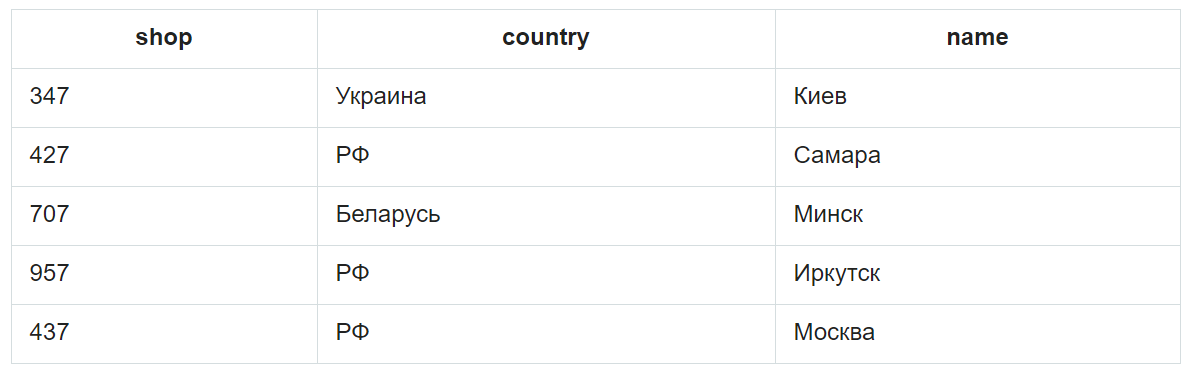 shop country name
347 Украина Киев
427 РФ Самара
707 Беларусь Минск
957 РФ Иркутск
437 РФ Москва